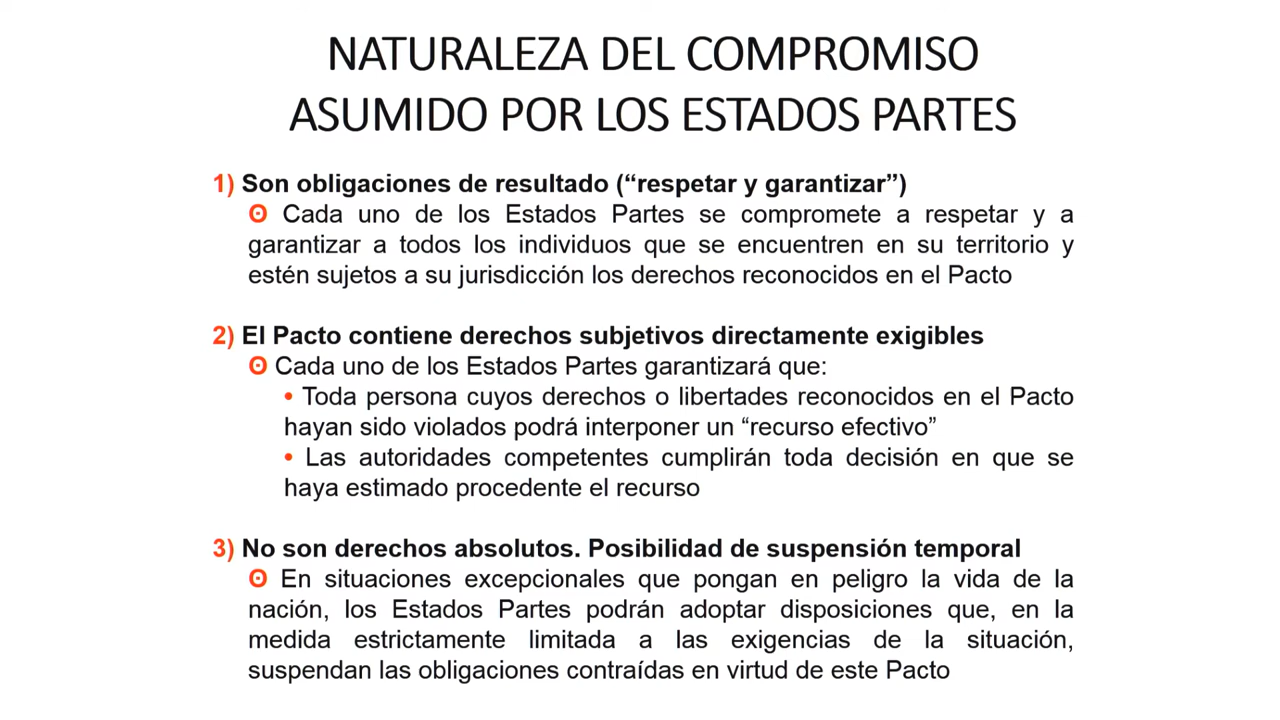 NATURALEZA DEL COMPROMISO
ASUMIDO POR LOS ESTADOS PARTES
1) Son obligaciones de resultado (“respetar y garantizar”)
ʘ Cada uno de los Estados Partes se compromete a respetar y a
garantizar a todos los individuos que se encuentren en su territorio y
estén sujetos a su jurisdicción los derechos reconocidos en el Pacto
2) El Pacto contiene derechos subjetivos directamente exigibles
ʘ Cada uno de los Estados Partes garantizará que:
• Toda persona cuyos derechos o libertades reconocidos en el Pacto
hayan sido violados podrá interponer un “recurso efectivo”
• Las autoridades competentes cumplirán toda decisión en que se
haya estimado procedente el recurso
3) No son derechos absolutos. Posibilidad de suspensión temporal
ʘ En situaciones excepcionales que pongan en peligro la vida de la
nación, los Estados Partes podrán adoptar disposiciones que, en la
medida estrictamente limitada a las exigencias de la situación,
suspendan las obligaciones contraídas en virtud de este Pacto